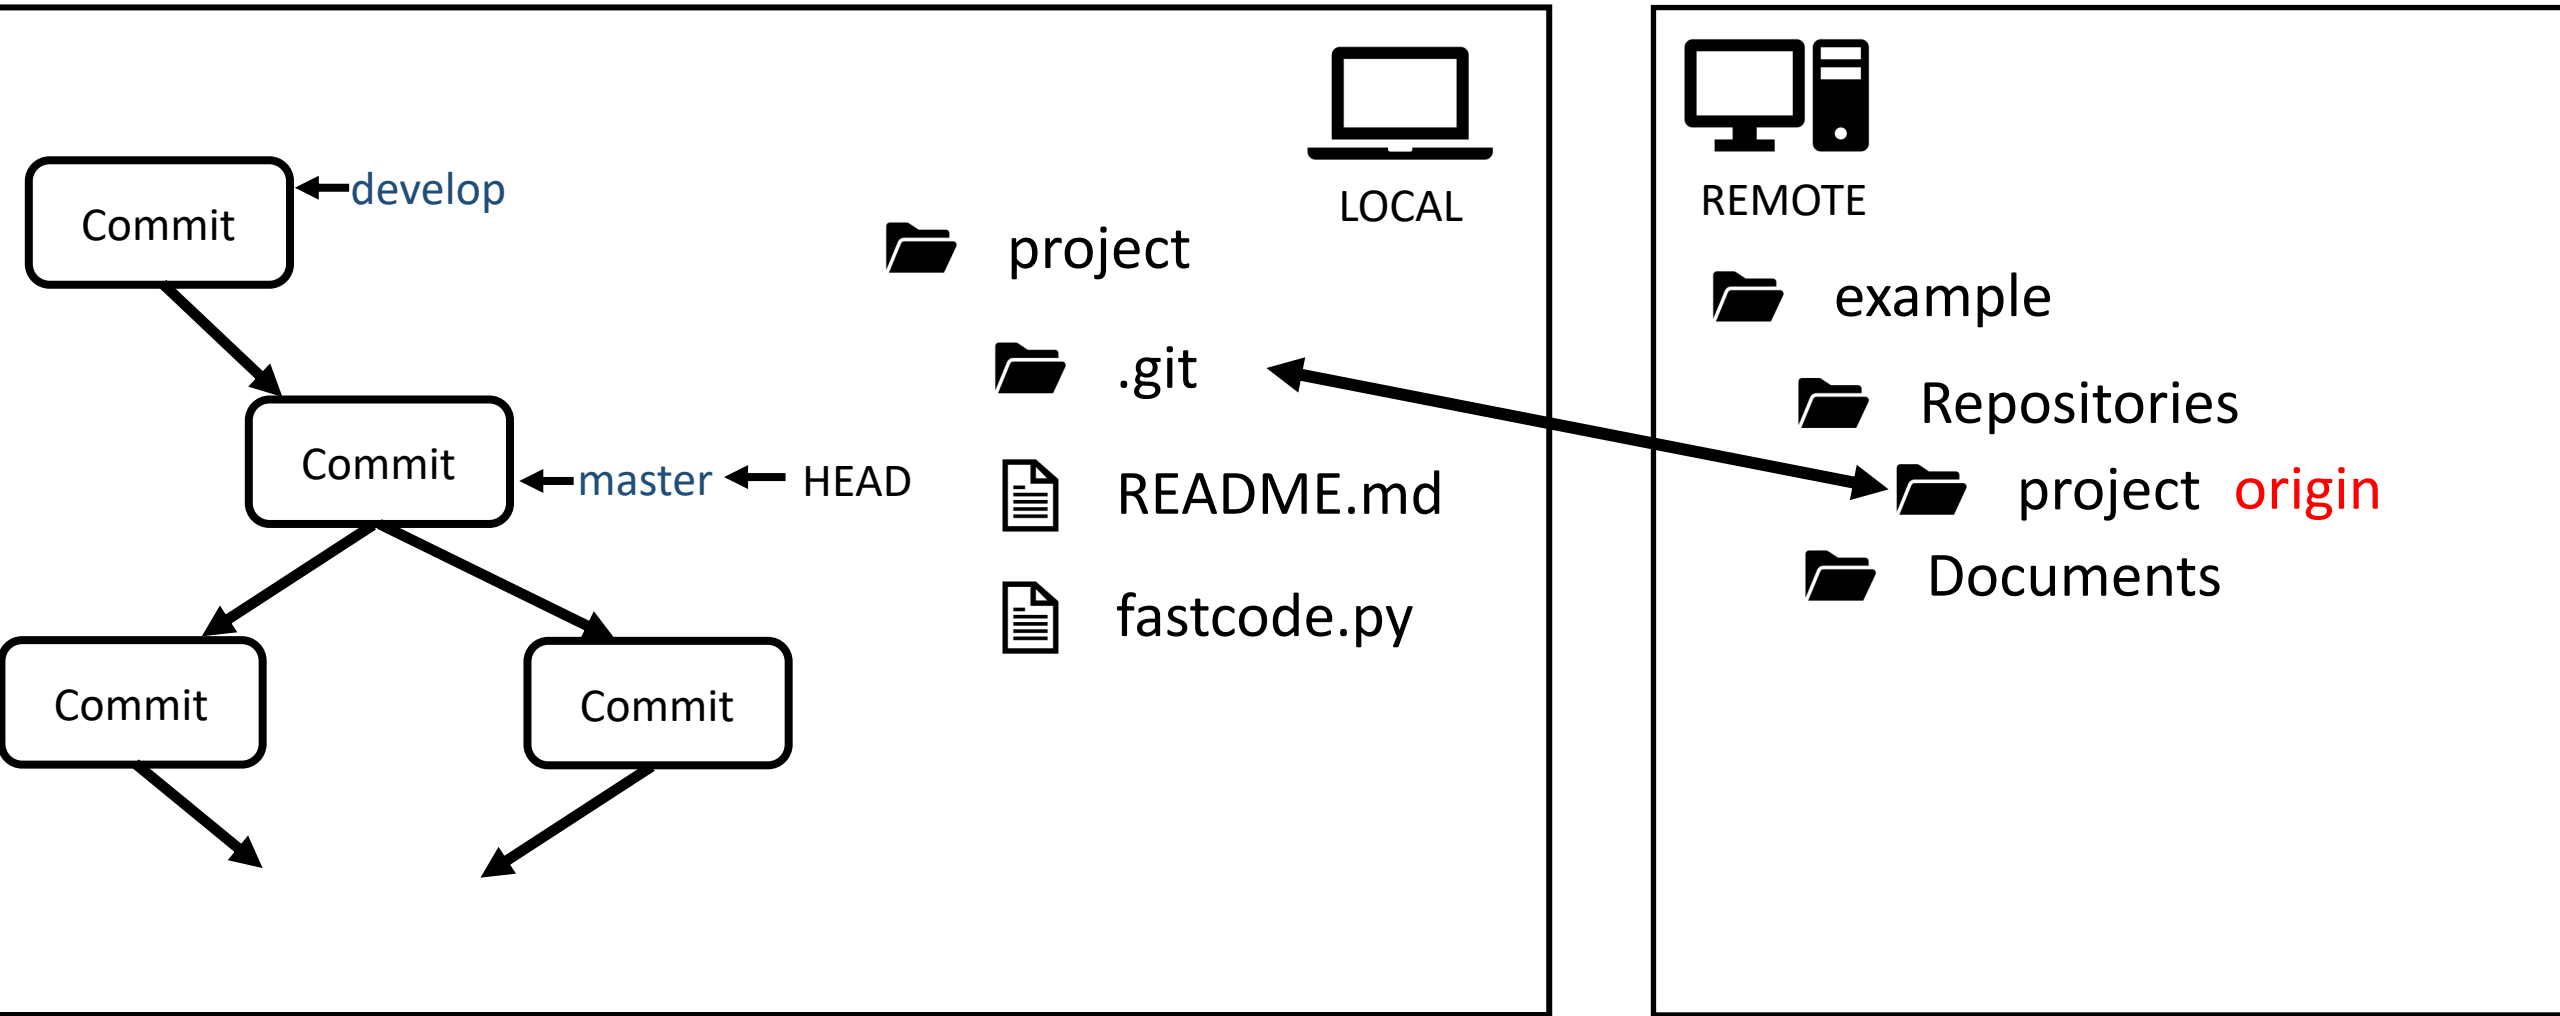 develop
Commit
Commit
master
HEAD
Commit
Commit
LOCAL
project
.git
README.md
fastcode.py
REMOTE
example
Repositories
project origin
Documents